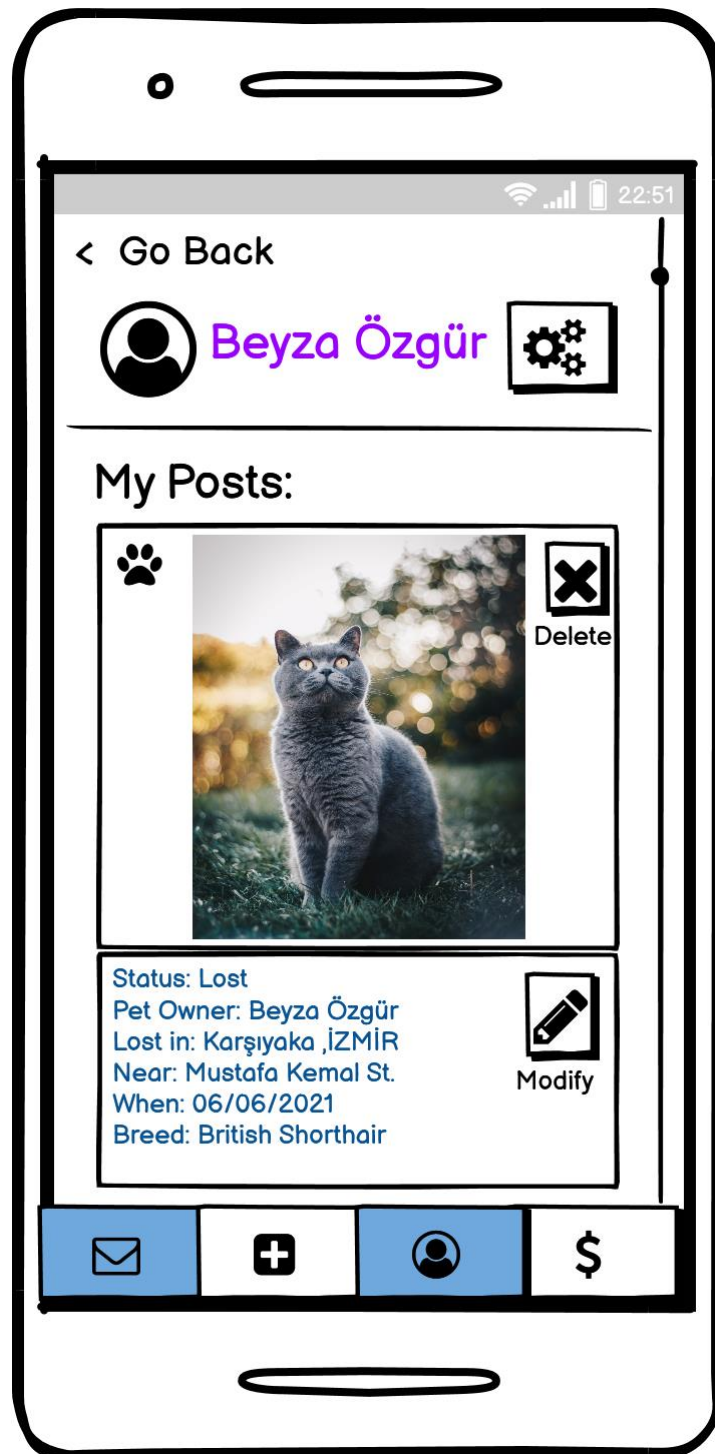 22:51
< Go Back
Beyza Özgür
My Posts:
Delete
Status: Lost
Pet Owner: Beyza Özgür
Lost in: Karşıyaka ,İZMİR
Near: Mustafa Kemal St.
When: 06/06/2021
Breed: British Shorthair
Modify
$